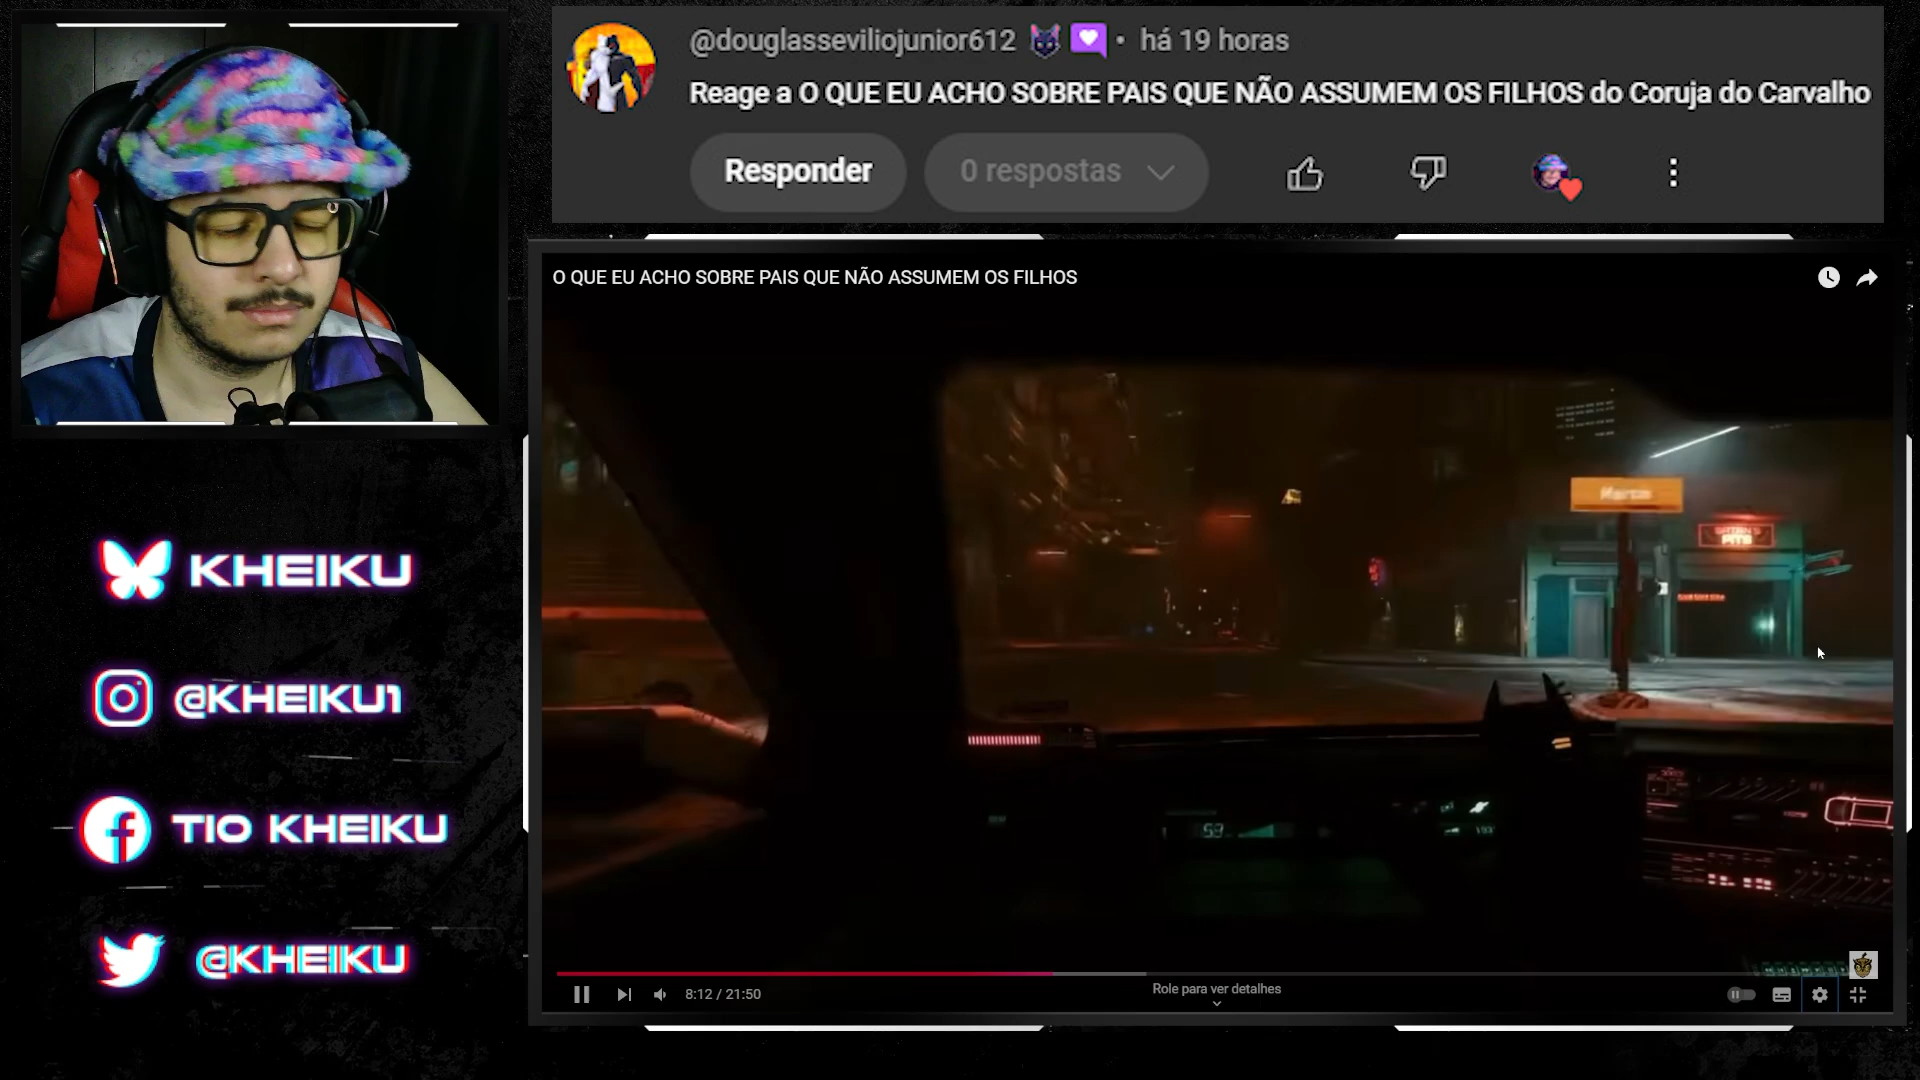 @douglasseviliojunior612 • há 19 horas
Reage a O QUE EU ACHO SOBRE PAIS QUE NÃO ASSUMEM OS FILHOS do Coruja do Carvalho
Responder
0 respostas
O QUE EU ACHO SOBRE PAIS QUE NÃO ASSUMEM OS FILHOS
KHEIKU
@KHEIKU1
TIO KHEIKU
@KHEIKU
8:12 / 21:50
Role para ver detalhes